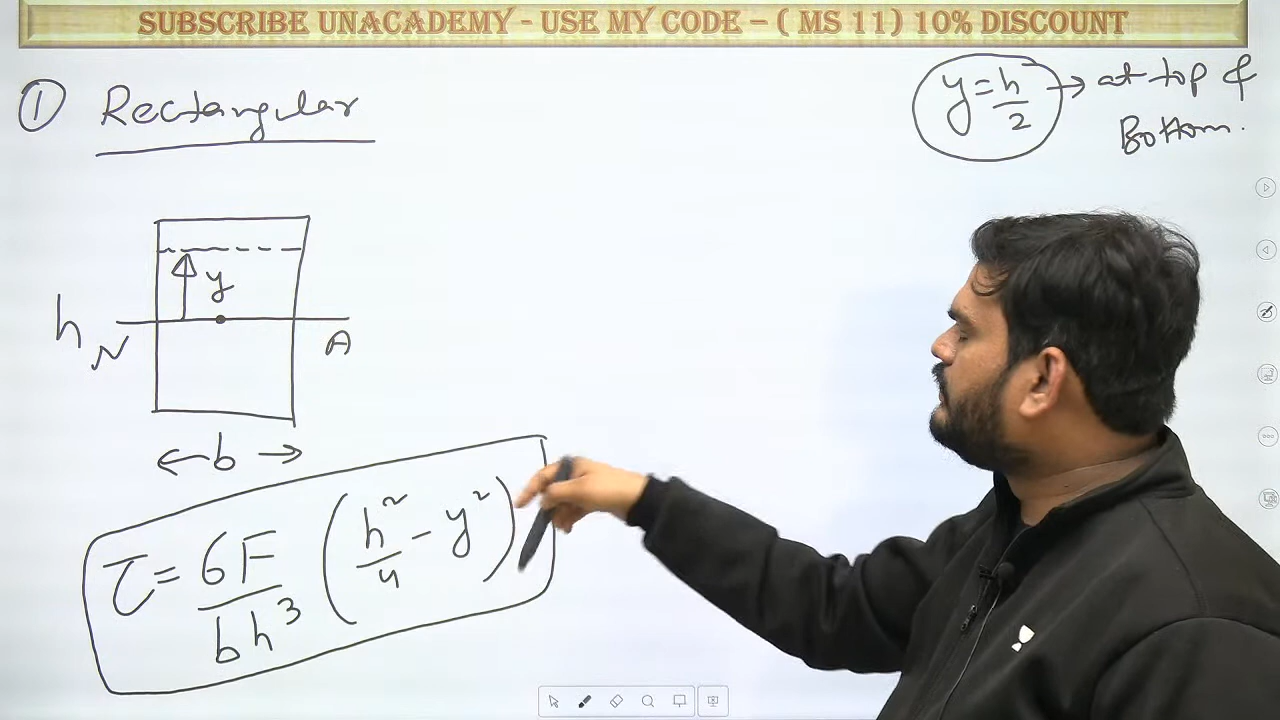 SUBSCRIBE UNACADEMY - USE MY CODE – ( MS 11) 10% DISCOUNT
① Rectangular
y = h/2 → at top &
Bottom.
y
h
N A
← b →
τ = 6F/bh³ (h²/4 - y²)